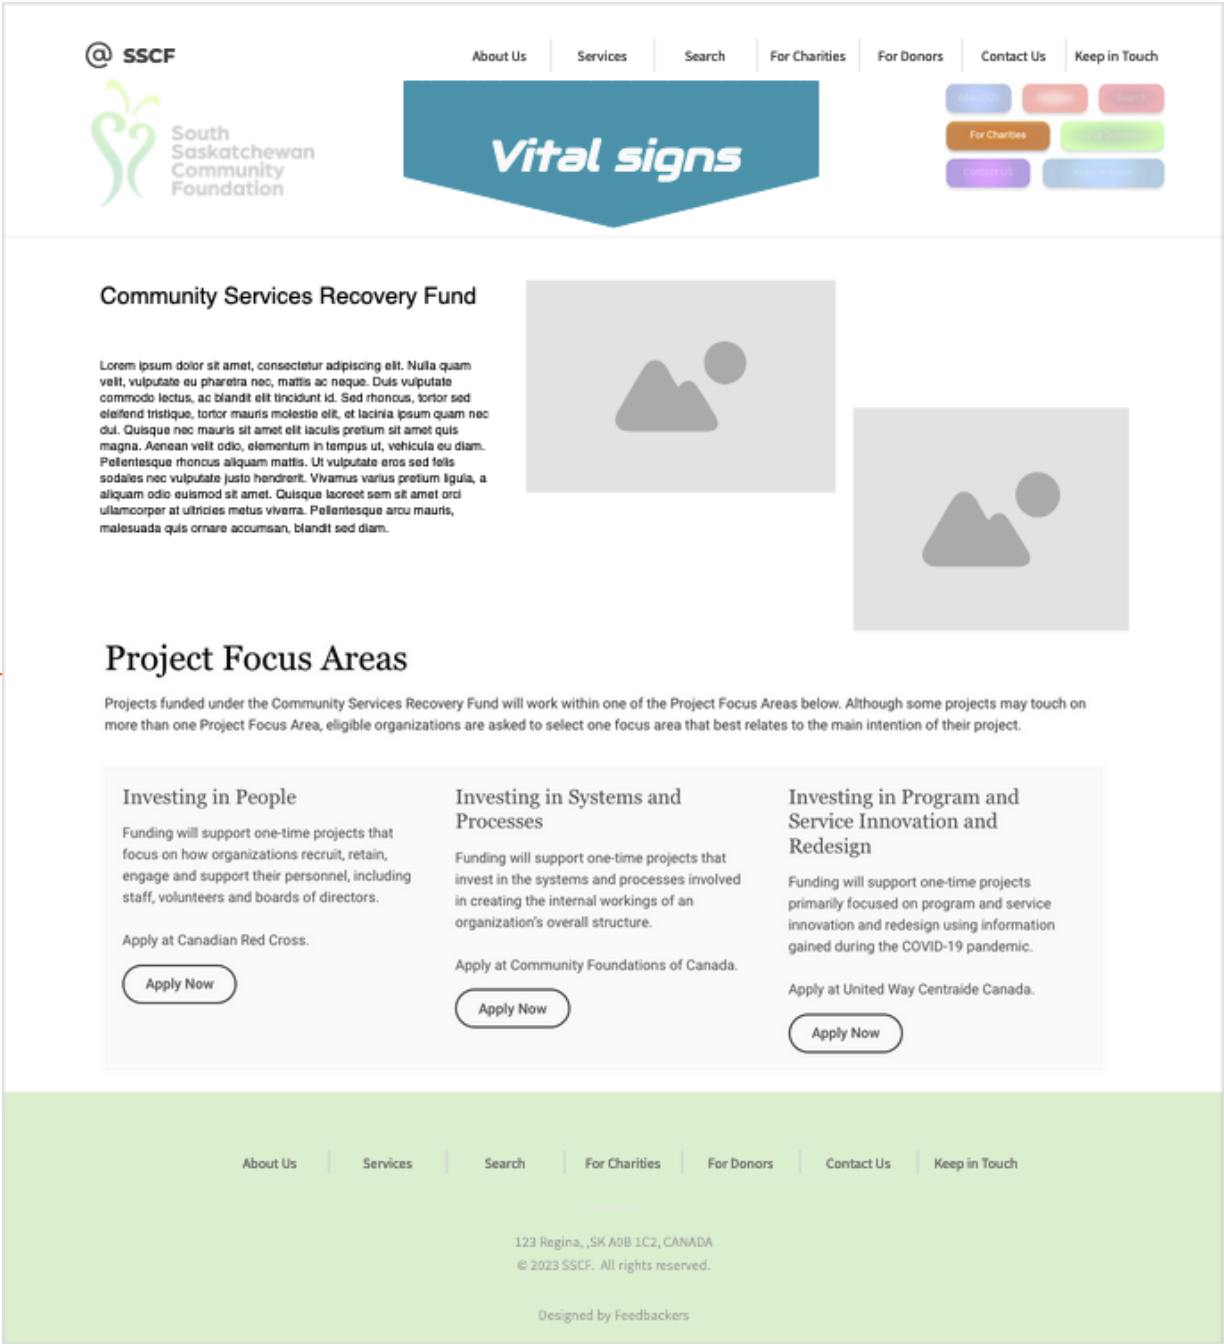 @ SSCF
About Us
Services
Search
For Charities
For Donors
Contact Us
Keep in Touch
South
Saskatchewan
Community
Foundation
Vital signs
For Charities
Contact US
Community Services Recovery Fund
Lorem ipsum dolor sit amet, consectetur adipiscing elit. Nulla quam
velit, vulputate eu pharetra nec, mattis ac neque. Duis vulputate
commodo lectus, ac blandit elit tincidunt id. Sed rhoncus, tortor sed
eleifend tristique, tortor mauris molestie elit, et lacinia ipsum quam nec
dui. Quisque nec mauris sit amet elit iaculis pretium sit amet quis
magna. Aenean velit odio, elementum in tempus ut, vehicula eu diam.
Pellentesque rhoncus aliquam mattis. Ut vulputate eros sed felis
sodales nec vulputate justo hendrerit. Vivamus varius pretium ligula, a
aliquam odio euismod sit amet. Quisque laoreet sem sit amet orci
ullamcorper at ultricies metus viverra. Pellentesque arcu mauris,
malesuada quis ornare accumsan, blandit sed diam.
Project Focus Areas
Projects funded under the Community Services Recovery Fund will work within one of the Project Focus Areas below. Although some projects may touch on
more than one Project Focus Area, eligible organizations are asked to select one focus area that best relates to the main intention of their project.
Investing in People
Funding will support one-time projects that
focus on how organizations recruit, retain,
engage and support their personnel, including
staff, volunteers and boards of directors.
Apply at Canadian Red Cross.
Apply Now
Investing in Systems and
Processes
Funding will support one-time projects that
invest in the systems and processes involved
in creating the internal workings of an
organization's overall structure.
Apply at Community Foundations of Canada.
Apply Now
Investing in Program and
Service Innovation and
Redesign
Funding will support one-time projects
primarily focused on program and service
innovation and redesign using information
gained during the COVID-19 pandemic.
Apply at United Way Centraide Canada.
Apply Now
About Us
Services
Search
For Charities
For Donors
Contact Us
Keep in Touch
123 Regina, ,SK A0B 1C2, CANADA
© 2023 SSCF. All rights reserved.
Designed by Feedbackers